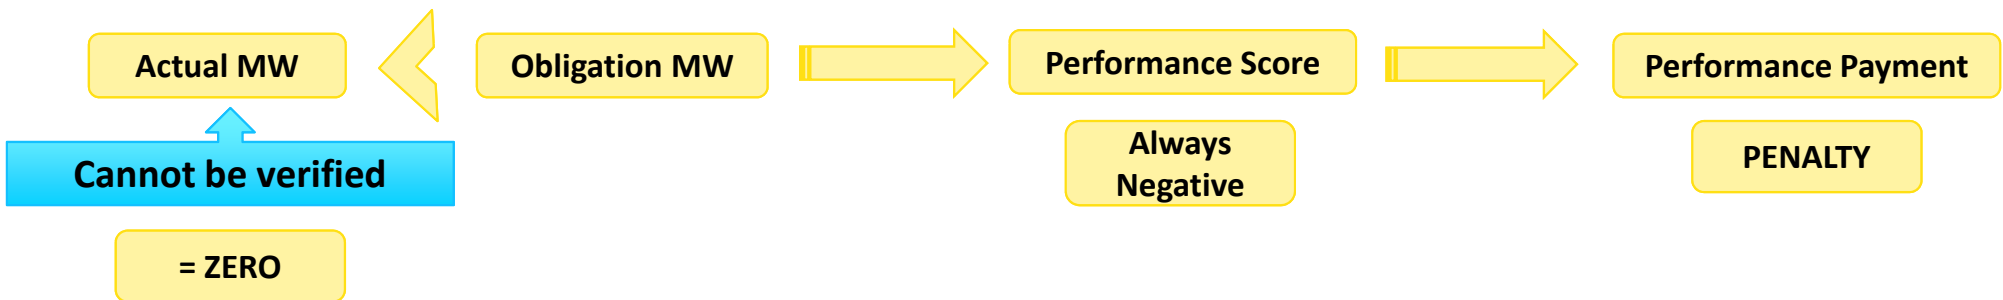 Actual MW
Obligation MW
Performance Score
Performance Payment
Cannot be verified
Always
Negative
PENALTY
= ZERO